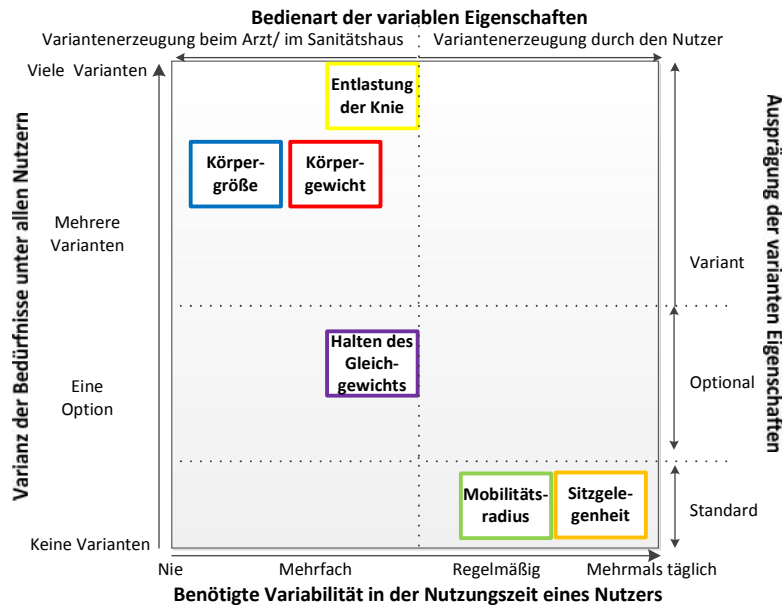 Bedienart der variablen Eigenschaften
Variantenerzeugung beim Arzt/ im Sanitätshaus
Variantenerzeugung durch den Nutzer
Viele Varianten
Entlastung
der Knie
Körper-
größe
Körper-
gewicht
Mehrere
Varianten
Variant
Halten des
Gleich-
gewichts
Eine
Option
Optional
Mobilitäts-
radius
Sitzgele-
genheit
Standard
Keine Varianten
Nie
Mehrfach
Regelmäßig
Mehrmals täglich
Benötigte Variabilität in der Nutzungszeit eines Nutzers
Varianz der Bedürfnisse unter allen Nutzern
Ausprägung der varianten Eigenschaften